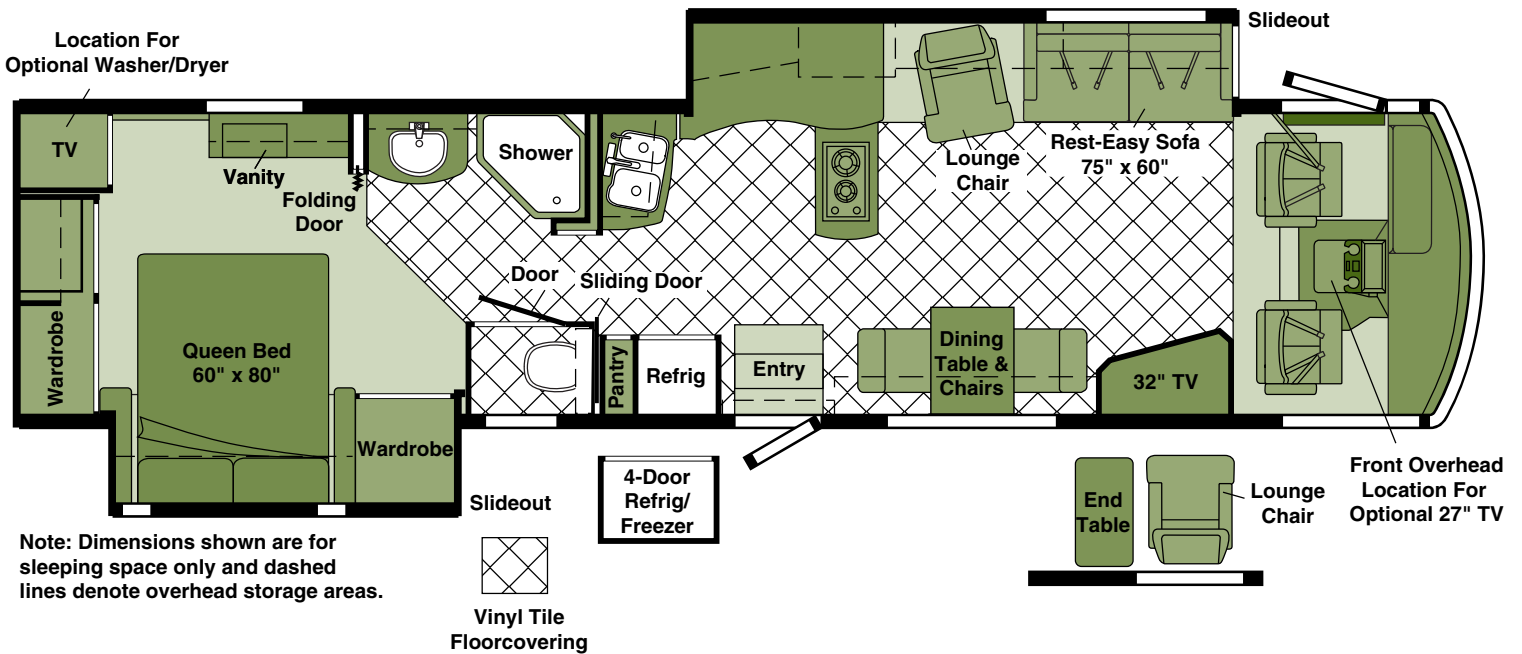 Slideout
Location For
Optional Washer/Dryer
TV
Vanity
Folding
Door
Shower
Lounge
Chair
Rest-Easy Sofa
75" x 60"
Door
Sliding Door
Wardrobe
Queen Bed
60" x 80"
Wardrobe
Pantry
Refrig
Entry
Dining
Table &
Chairs
32" TV
Slideout
4-Door
Refrig/
Freezer
End
Table
Lounge
Chair
Front Overhead
Location For
Optional 27" TV
Note: Dimensions shown are for
sleeping space only and dashed
lines denote overhead storage areas.
Vinyl Tile
Floorcovering